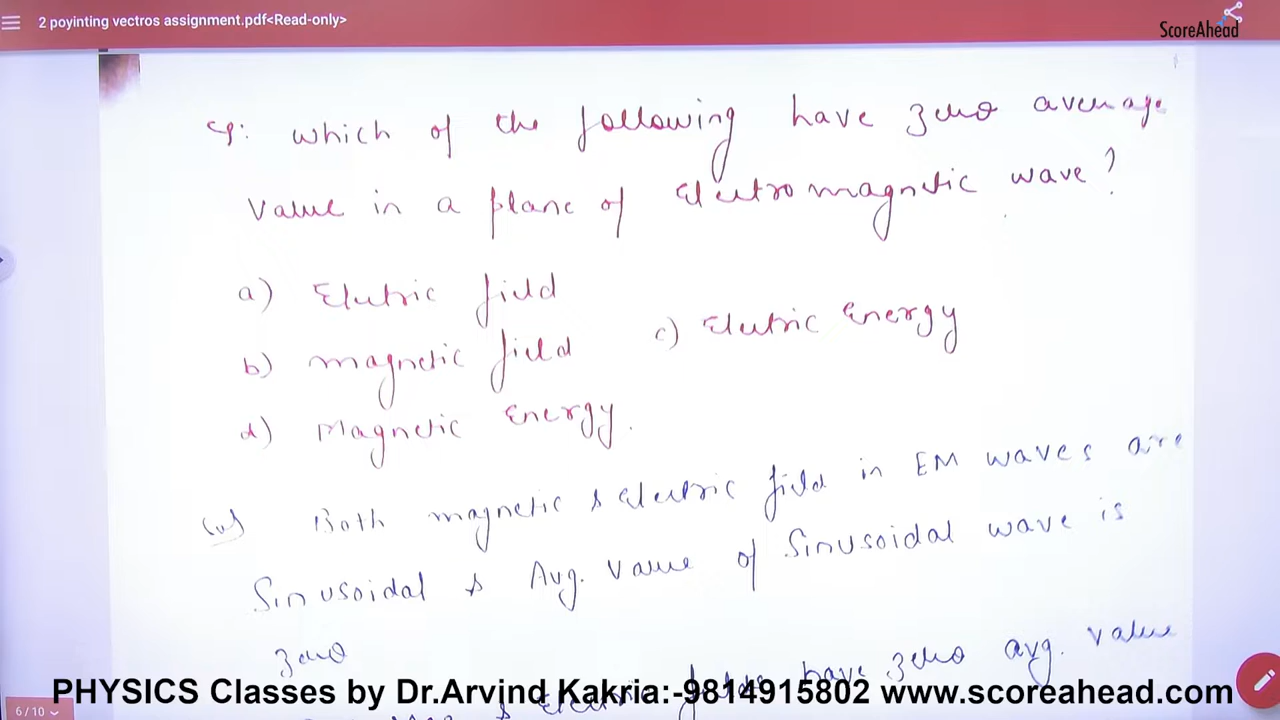 2 poyinting vectros assignment.pdf<Read-only>
ScoreAhead
Q: which of the following have zero average
Value in a plane of Electromagnetic wave?
a) Electric field
c) Electric Energy
b) magnetic field
d) Magnetic Energy.
Both magnetic & Electric field in EM waves are
Sinusoidal & Avg. Value of Sinusoidal wave is
zero
have zero avg. value
PHYSICS Classes by Dr.Arvind Kakria:-9814915802 www.scoreahead.com
6/10